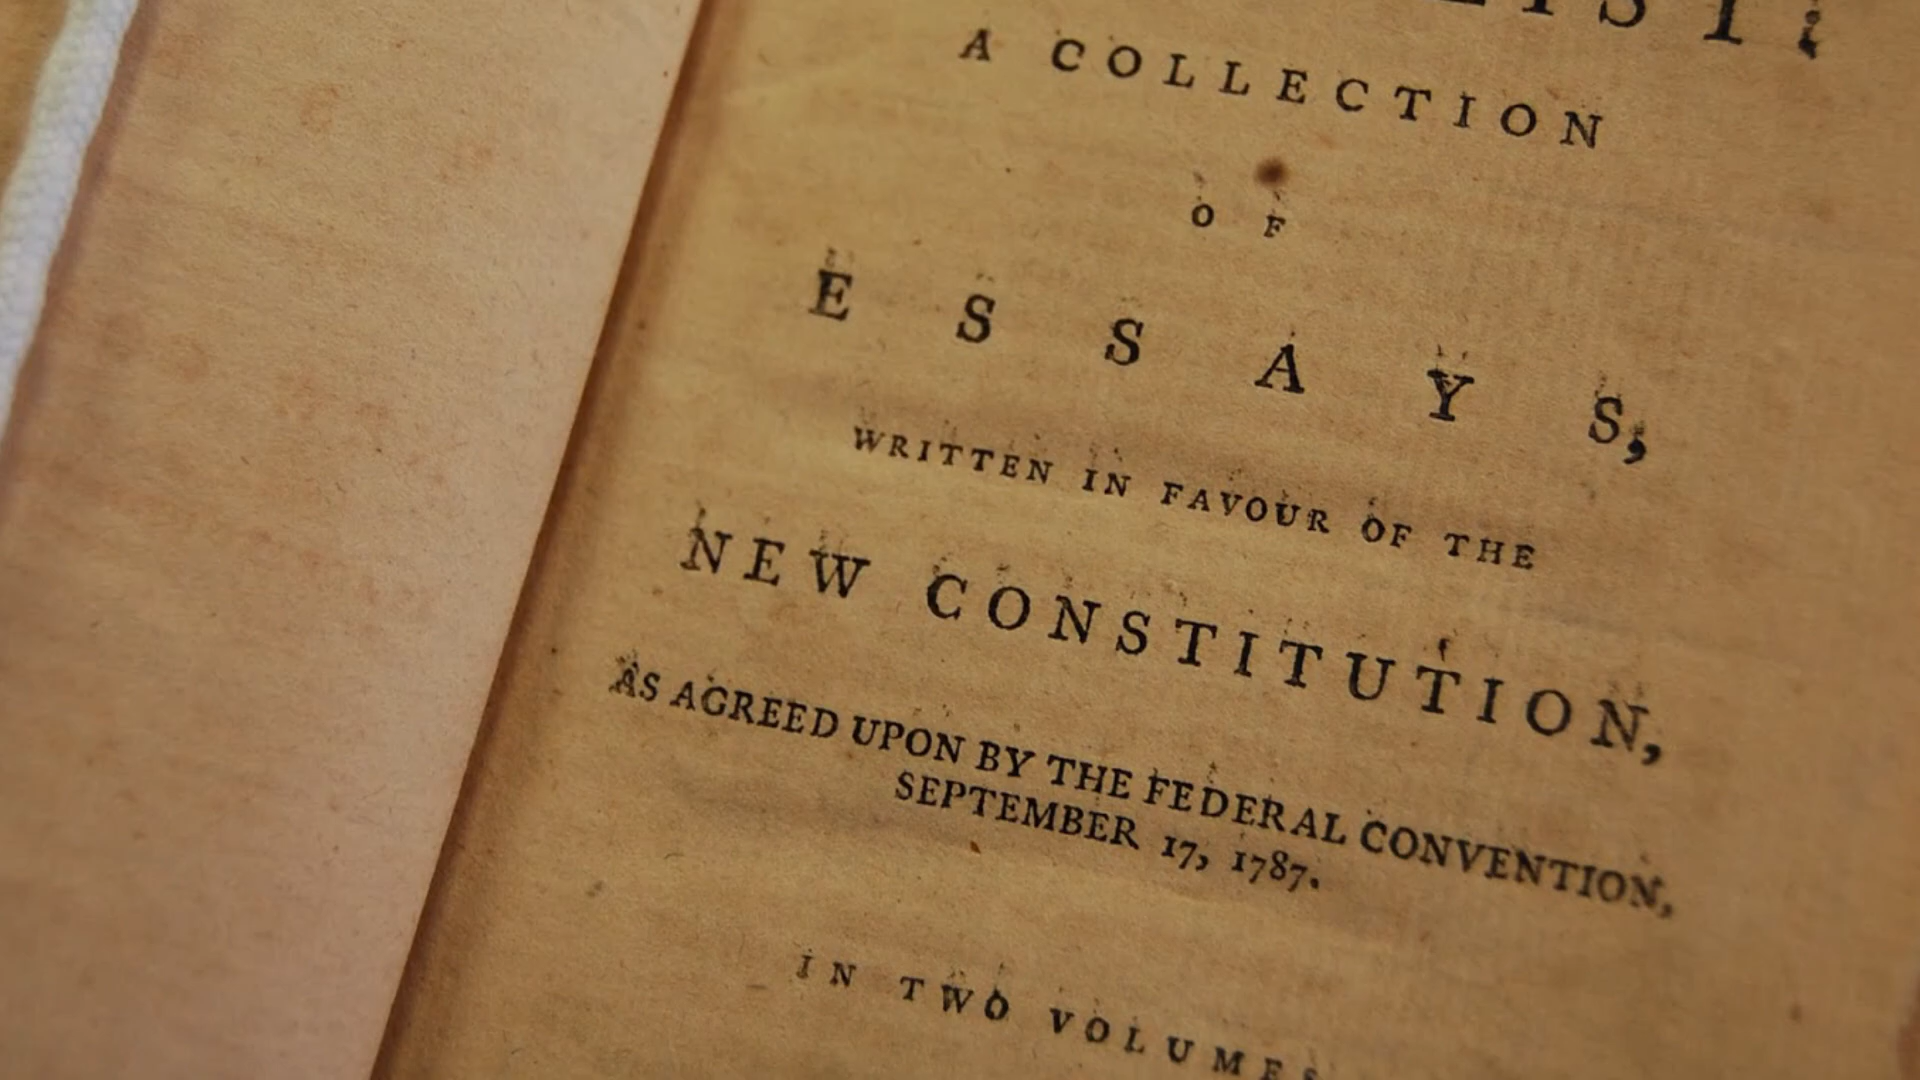 A COLLECTION
OF
ESSAYS,
WRITTEN IN FAVOUR OF THE
NEW CONSTITUTION,
AS AGREED UPON BY THE FEDERAL CONVENTION,
SEPTEMBER 17, 1787.
IN TWO VOLUMES